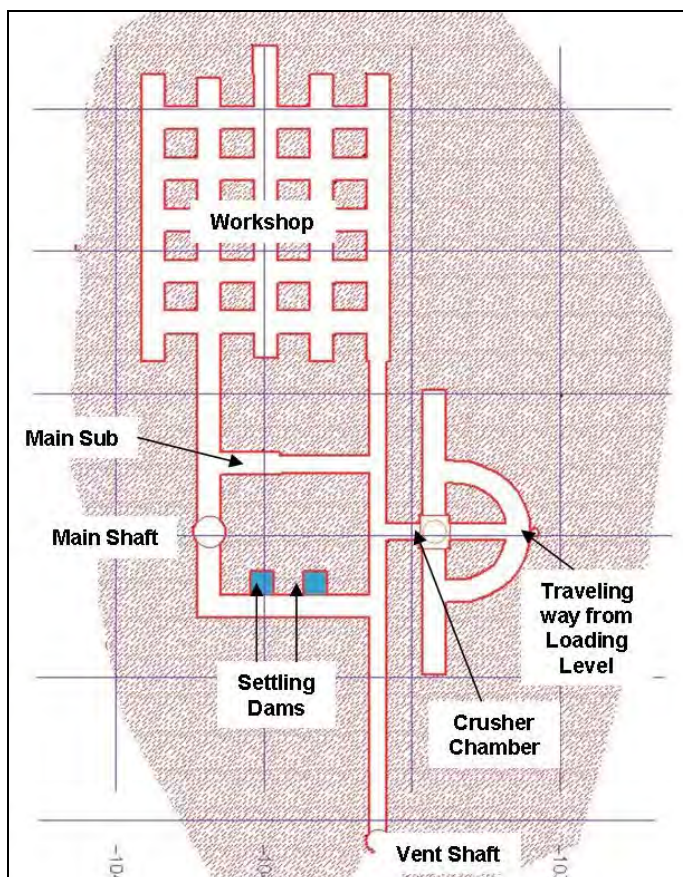 Workshop
Main Sub
Main Shaft
Traveling
way from
Loading
Level
Settling
Dams
Crusher
Chamber
Vent Shaft